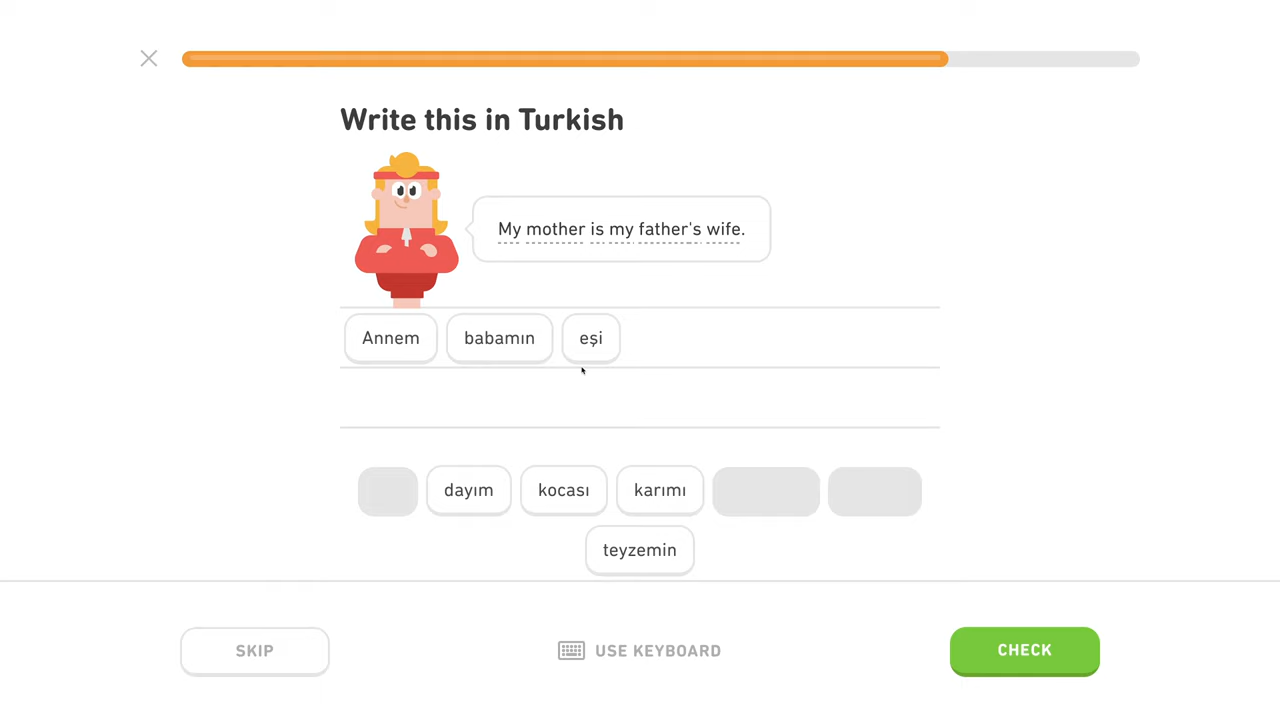 Write this in Turkish
My mother is my father's wife.
Annem babamın eşi
dayım kocası karımı
teyzemin
SKIP USE KEYBOARD CHECK